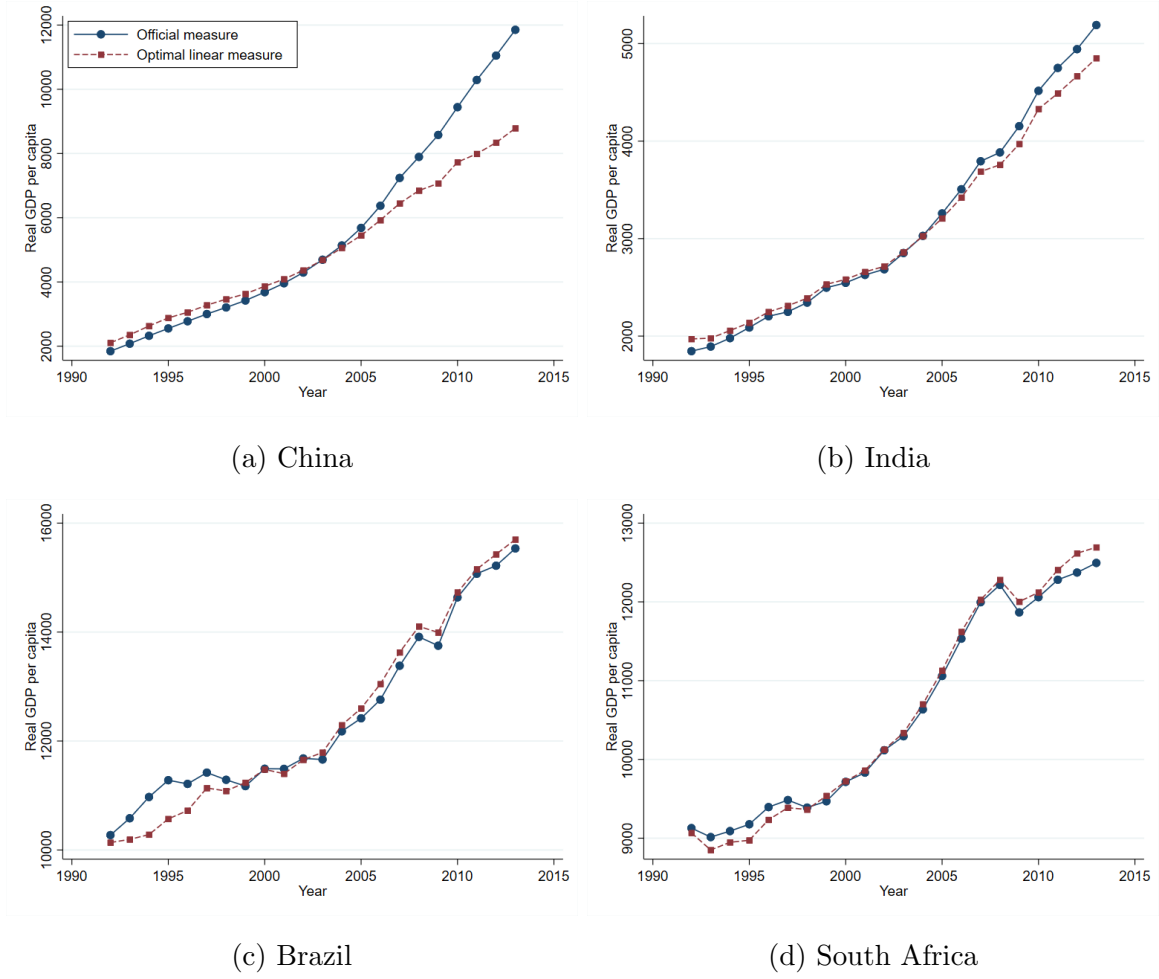 Official measure
Optimal linear measure
Real GDP per capita
2000 4000 6000 8000 10000 12000
1990 1995 2000 2005 2010 2015
Year
(a) China
Real GDP per capita
2000 3000 4000 5000
1990 1995 2000 2005 2010 2015
Year
(b) India
Real GDP per capita
10000 12000 14000 16000
1990 1995 2000 2005 2010 2015
Year
(c) Brazil
Real GDP per capita
9000 10000 11000 12000 13000
1990 1995 2000 2005 2010 2015
Year
(d) South Africa